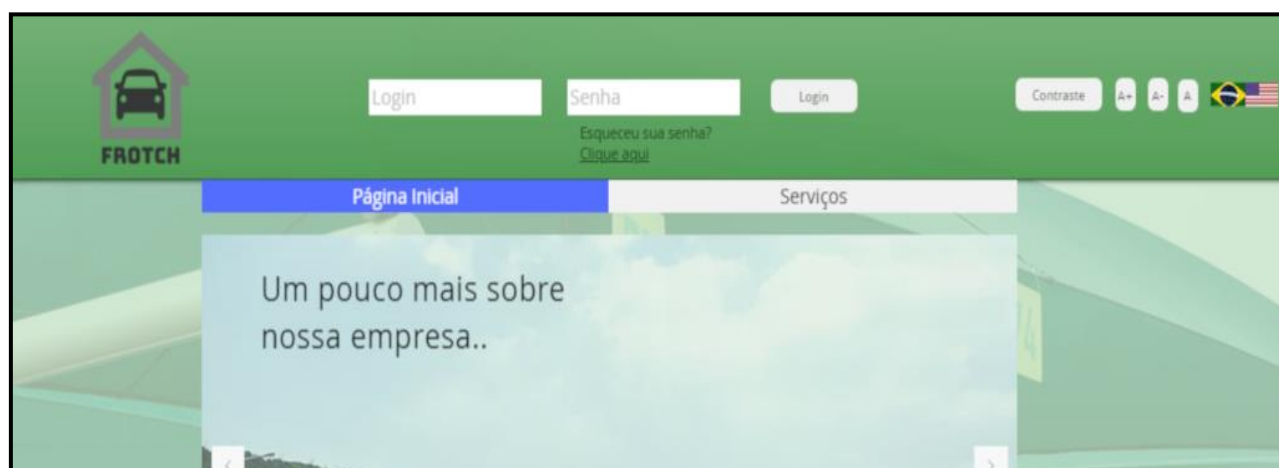 FROTCH
Login
Senha
Login
Esqueceu sua senha?
Clique aqui
Contraste
A+
A-
A
Página Inicial
Serviços
Um pouco mais sobre
nossa empresa..